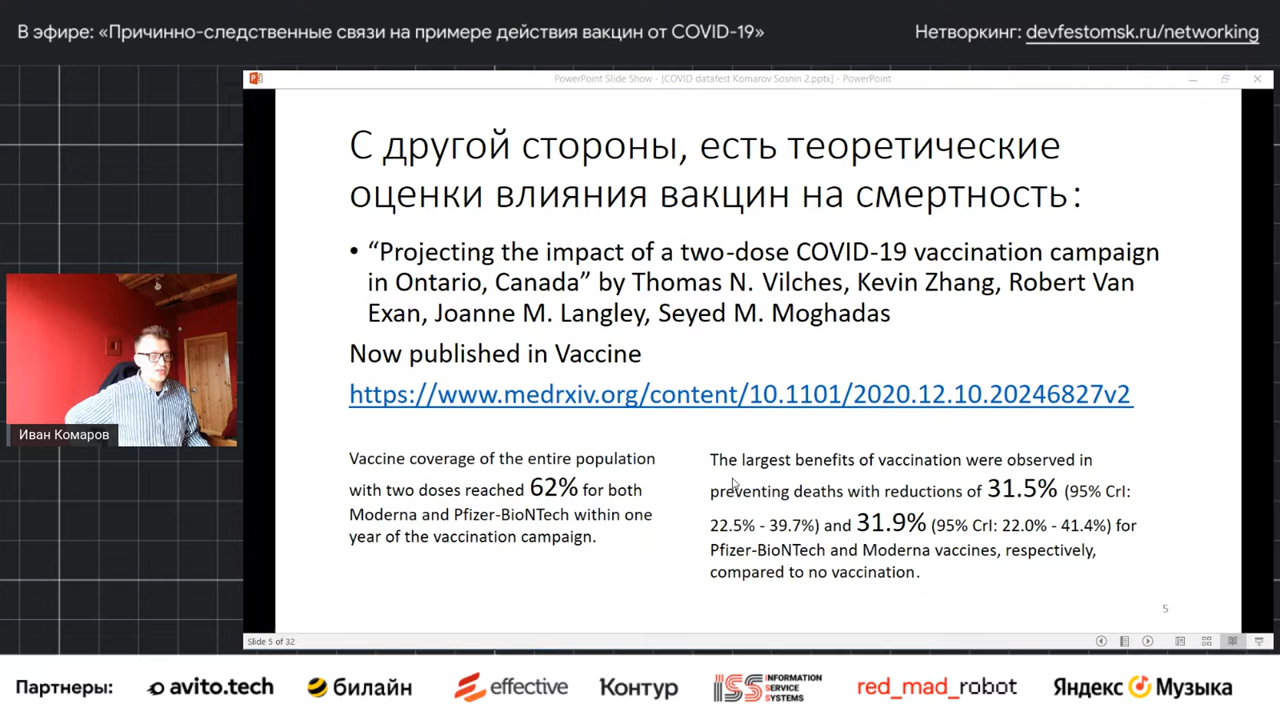 В эфире: «Причинно-следственные связи на примере действия вакцин от COVID-19»
Нетворкинг: devfestomsk.ru/networking
PowerPoint Slide Show - [COVID datafest Komarov Sosnin 2.pptx] - PowerPoint
С другой стороны, есть теоретические
оценки влияния вакцин на смертность:
• “Projecting the impact of a two-dose COVID-19 vaccination campaign
in Ontario, Canada” by Thomas N. Vilches, Kevin Zhang, Robert Van
Exan, Joanne M. Langley, Seyed M. Moghadas
Now published in Vaccine
https://www.medrxiv.org/content/10.1101/2020.12.10.20246827v2
Vaccine coverage of the entire population
with two doses reached 62% for both
Moderna and Pfizer-BioNTech within one
year of the vaccination campaign.
The largest benefits of vaccination were observed in
preventing deaths with reductions of 31.5% (95% CrI:
22.5% - 39.7%) and 31.9% (95% CrI: 22.0% - 41.4%) for
Pfizer-BioNTech and Moderna vaccines, respectively,
compared to no vaccination.
5
Иван Комаров
Slide 5 of 32
Партнеры:
avito.tech
билайн
effective
Контур
ISS INFORMATION
SERVICE
SYSTEMS
red_mad_robot
Яндекс Музыка